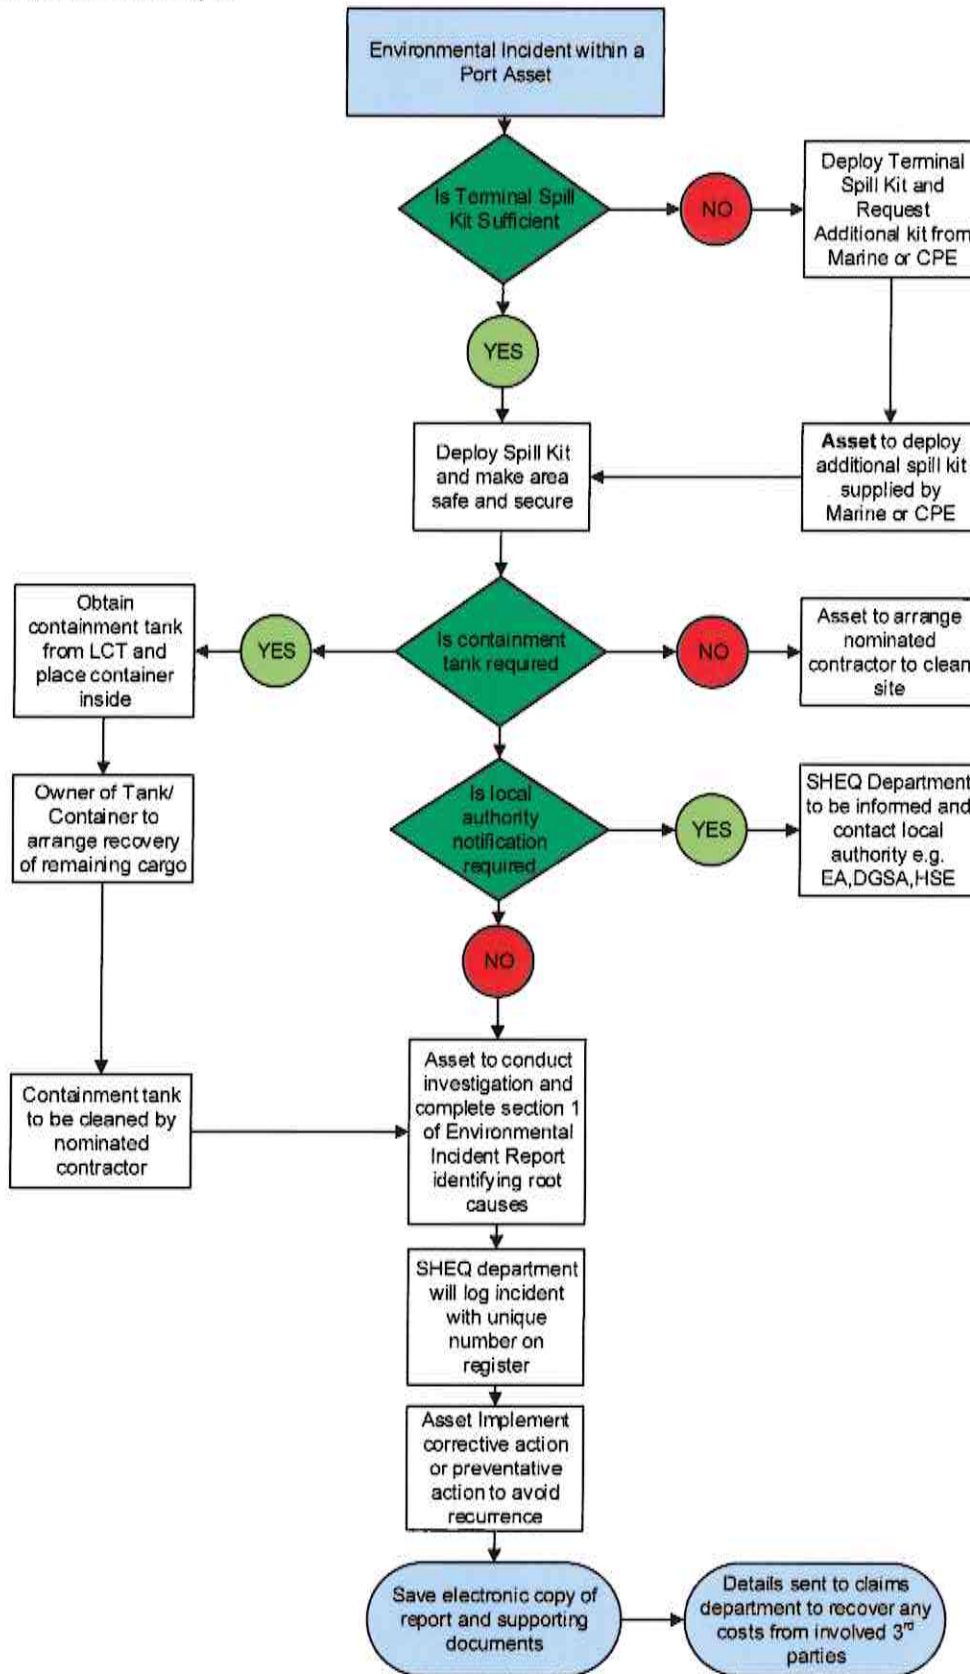 Environmental Incident within a
Port Asset
Is Terminal Spill
Kit Sufficient
NO
Deploy Terminal
Spill Kit and
Request
Additional kit from
Marine or CPE
YES
Deploy Spill Kit
and make area
safe and secure
Asset to deploy
additional spill kit
supplied by
Marine or CPE
Obtain
containment tank
from LCT and
place container
inside
YES
Is containment
tank required
NO
Asset to arrange
nominated
contractor to clean
site
Owner of Tank/
Container to
arrange recovery
of remaining cargo
Is local
authority
notification
required
YES
SHEQ Department
to be informed and
contact local
authority e.g.
EA,DGSA,HSE
NO
Containment tank
to be cleaned by
nominated
contractor
Asset to conduct
investigation and
complete section 1
of Environmental
Incident Report
identifying root
causes
SHEQ department
will log incident
with unique
number on
register
Asset Implement
corrective action
or preventative
action to avoid
recurrence
Save electronic copy of
report and supporting
documents
Details sent to claims
department to recover any
costs from involved 3rd
parties